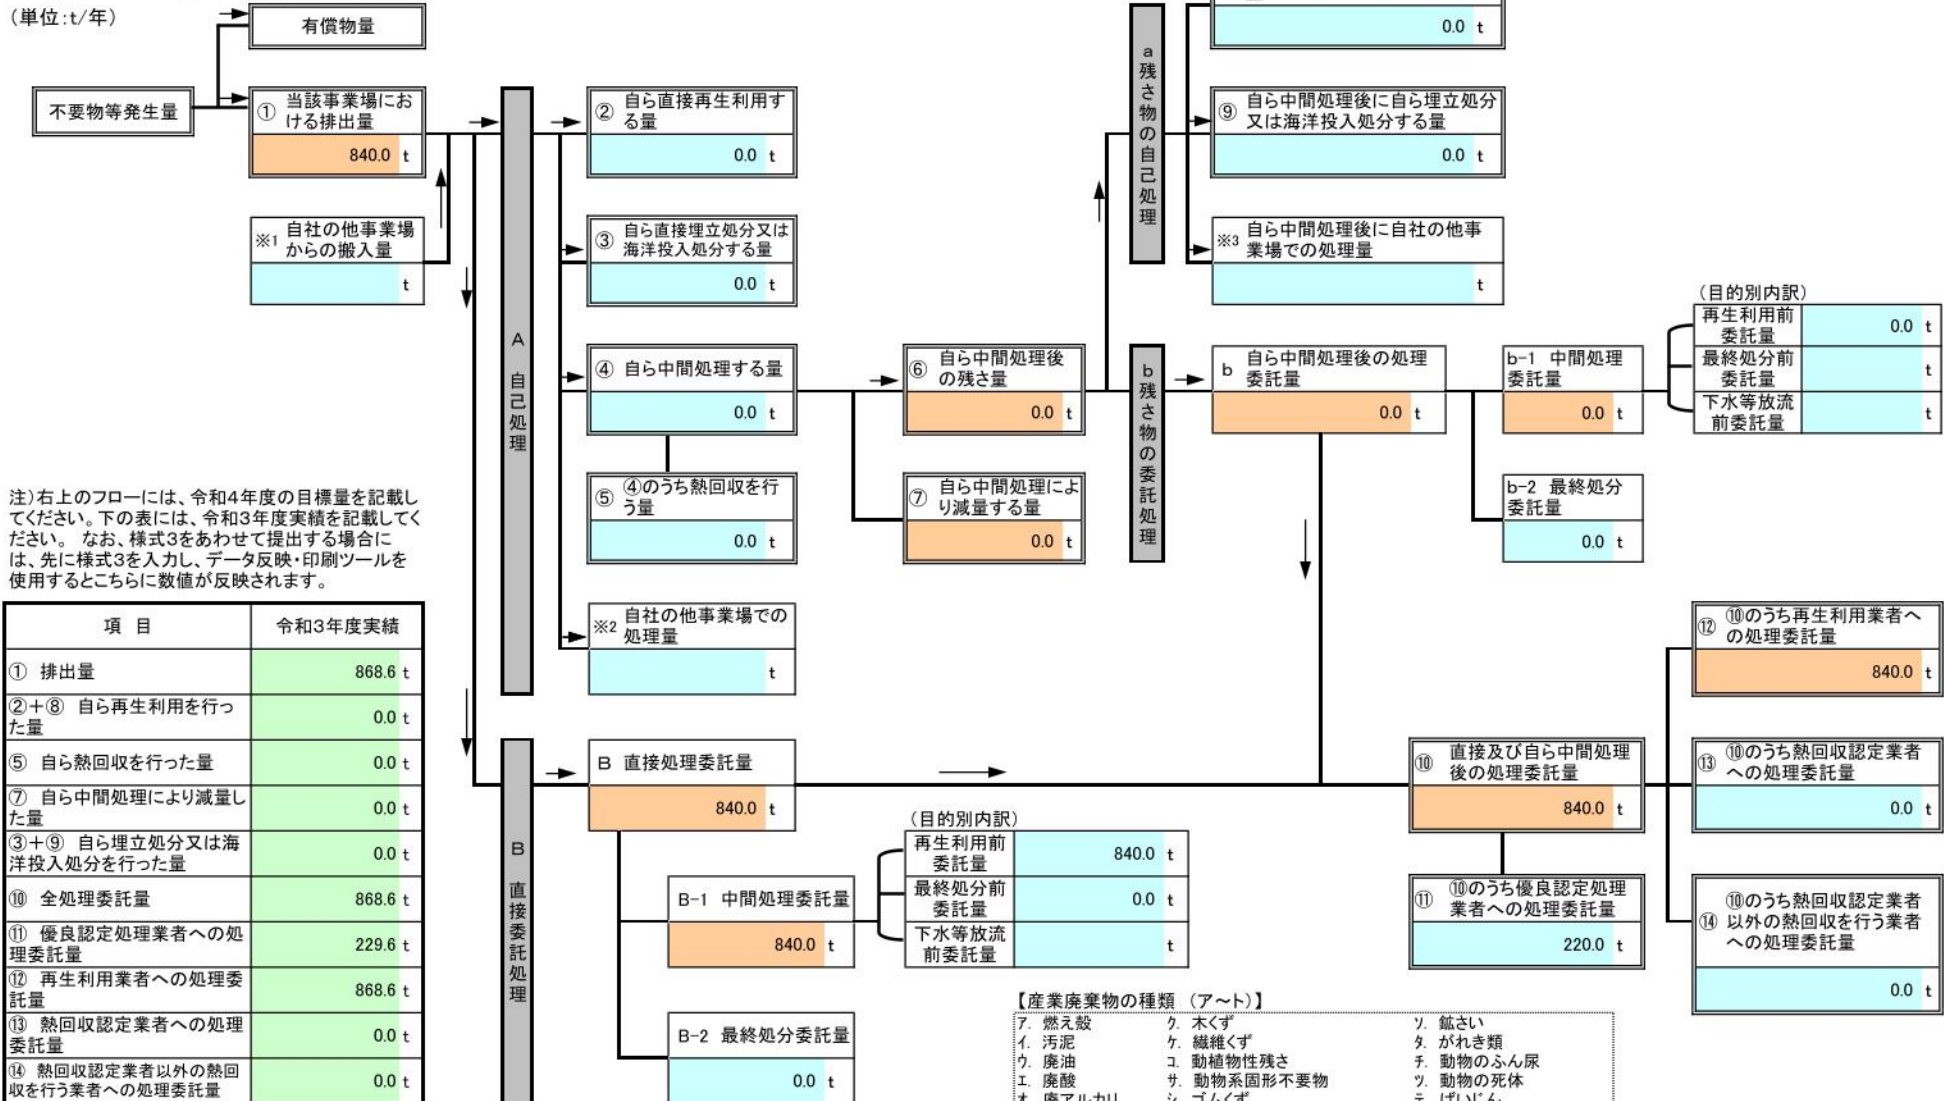 (単位:t/年)
有償物量
不要物等発生量
① 当該事業場にお
ける排出量
840.0 t
※1 自社の他事業場
からの搬入量
t
A 自己処理
② 自ら直接再生利用す
る量
0.0 t
③ 自ら直接埋立処分又は
海洋投入処分する量
0.0 t
④ 自ら中間処理する量
0.0 t
⑤ ④のうち熱回収を行
う量
0.0 t
※2 自社の他事業場での
処理量
t
⑥ 自ら中間処理後
の残さ量
0.0 t
⑦ 自ら中間処理によ
り減量する量
0.0 t
a残さ物の自己処理
0.0 t
⑨ 自ら中間処理後に自ら埋立処分
又は海洋投入処分する量
0.0 t
※3 自ら中間処理後に自社の他事
業場での処理量
t
b残さ物の委託処理
b 自ら中間処理後の処理
委託量
0.0 t
b-1 中間処理
委託量
0.0 t
(目的別内訳)
再生利用前
委託量
0.0 t
最終処分前
委託量
t
下水等放流
前委託量
t
b-2 最終処分
委託量
0.0 t
注)右上のフローには、令和4年度の目標量を記載し
てください。下の表には、令和3年度実績を記載してく
ださい。 なお、様式3をあわせて提出する場合に
は、先に様式3を入力し、データ反映・印刷ツールを
使用するとこちらに数値が反映されます。
項 目 令和3年度実績
① 排出量 868.6 t
②+⑧ 自ら再生利用を行っ
た量
0.0 t
⑤ 自ら熱回収を行った量 0.0 t
⑦ 自ら中間処理により減量し
た量
0.0 t
③+⑨ 自ら埋立処分又は海
洋投入処分を行った量
0.0 t
⑩ 全処理委託量 868.6 t
⑪ 優良認定処理業者への処
理委託量
229.6 t
⑫ 再生利用業者への処理委
託量
868.6 t
⑬ 熱回収認定業者への処理
委託量
0.0 t
⑭ 熱回収認定業者以外の熱回
収を行う業者への処理委託量
0.0 t
B 直接委託処理
B 直接処理委託量
840.0 t
B-1 中間処理委託量
840.0 t
(目的別内訳)
再生利用前
委託量
840.0 t
最終処分前
委託量
0.0 t
下水等放流
前委託量
t
B-2 最終処分委託量
0.0 t
⑩ 直接及び自ら中間処理
後の処理委託量
840.0 t
⑪ ⑩のうち優良認定処理
業者への処理委託量
220.0 t
⑫ ⑩のうち再生利用業者へ
の処理委託量
840.0 t
⑬ ⑩のうち熱回収認定業者
への処理委託量
0.0 t
⑭ ⑩のうち熱回収認定業者
以外の熱回収を行う業者
への処理委託量
0.0 t
【産業廃棄物の種類 (ア～ト)】
ア. 燃え殻 ク. 木くず ソ. 鉱さい
イ. 汚泥 ケ. 繊維くず タ. がれき類
ウ. 廃油 コ. 動植物性残さ チ. 動物のふん尿
エ. 廃酸 サ. 動物系固形不要物 ツ. 動物の死体
オ. 廃アルカリ シ. ゴムくず テ. ばいじん